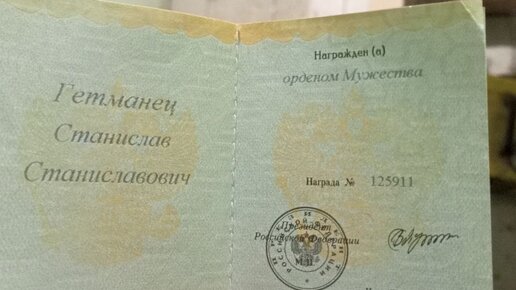 Гетманец
Станислав
Станиславович
Награжден (а)
орденом Мужества
Награда № 125911
Президент
Российской Федерации
М.П.